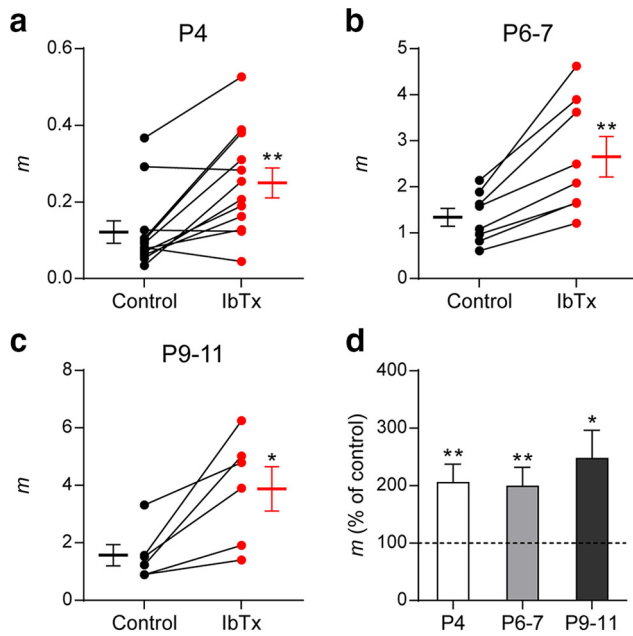 a
P4
0.6
0.4
0.2
0.0
m
**
Control
IbTx
b
P6-7
5
4
3
2
1
0
m
**
Control
IbTx
c
P9-11
8
6
4
2
0
m
*
Control
IbTx
d
400
300
200
100
0
m (% of control)
**
**
*
P4
P6-7
P9-11